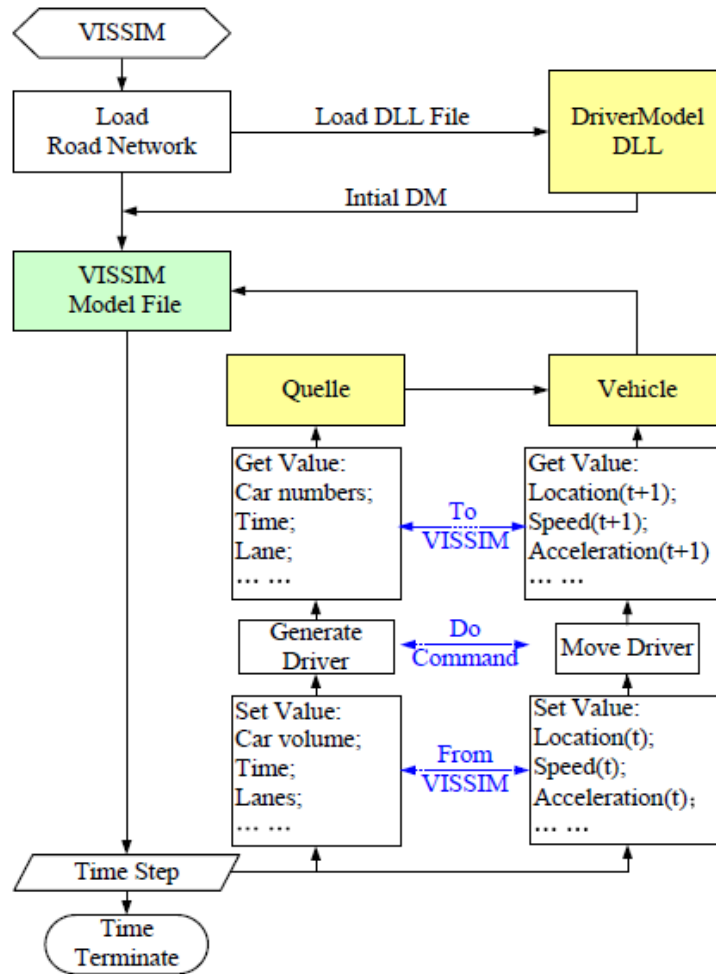 VISSIM
Load
Road Network
Load DLL File
DriverModel
DLL
Intial DM
VISSIM
Model File
Quelle
Vehicle
Get Value:
Car numbers;
Time;
Lane;
... ...
To
VISSIM
Get Value:
Location(t+1);
Speed(t+1);
Acceleration(t+1)
... ...
Generate
Driver
Do
Command
Move Driver
Set Value:
Car volume;
Time;
Lanes;
... ...
From
VISSIM
Set Value:
Location(t);
Speed(t);
Acceleration(t);
... ...
Time Step
Time
Terminate